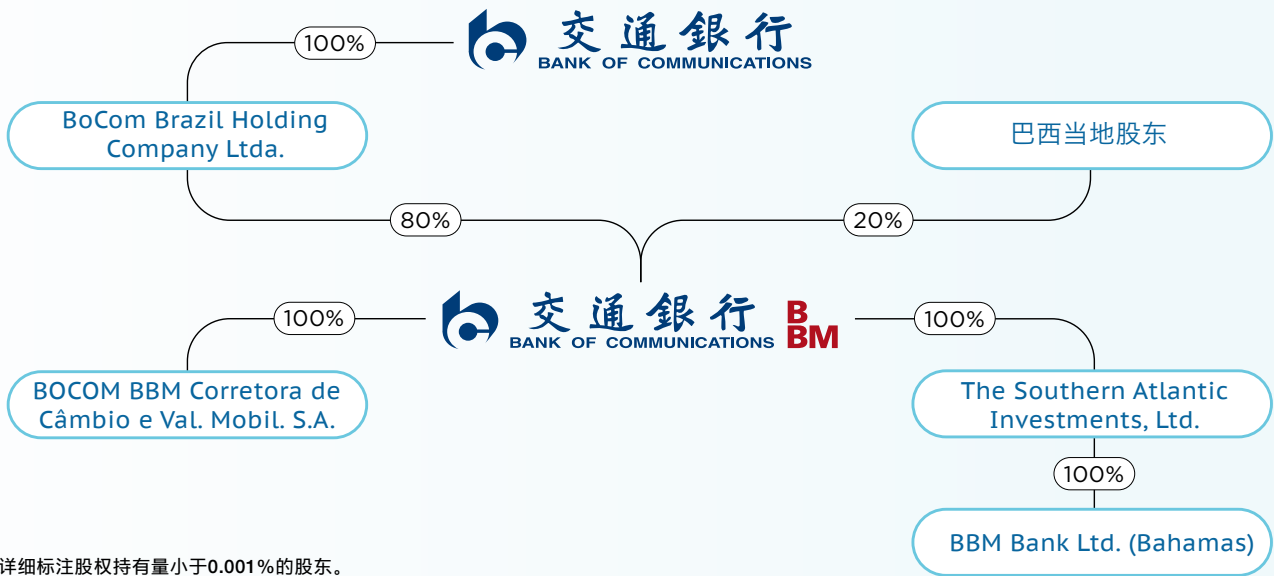 100%
交通銀行
BANK OF COMMUNICATIONS
BoCom Brazil Holding
Company Ltda.
巴西当地股东
80%
20%
100%
交通銀行
BANK OF COMMUNICATIONS
B
BM
100%
BOCOM BBM Corretora de
Câmbio e Val. Mobil. S.A.
The Southern Atlantic
Investments, Ltd.
100%
BBM Bank Ltd. (Bahamas)
详细标注股权持有量小于0.001%的股东。